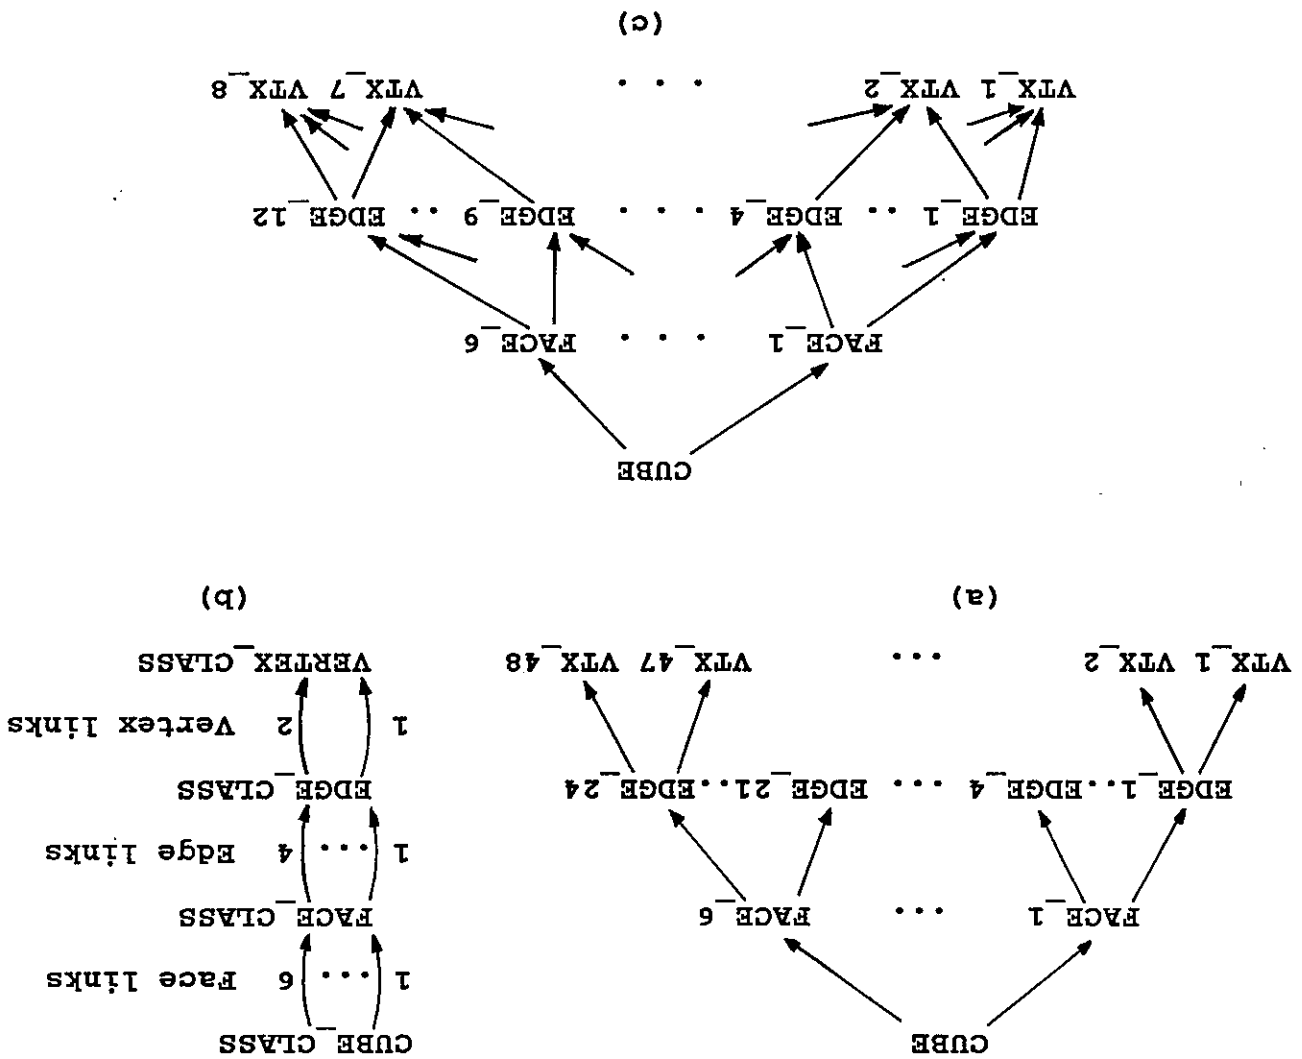 CUBE
FACE_1 ... FACE_6
EDGE_1..EDGE_4 ... EDGE_21..EDGE_24
VTX_1 VTX_2 ... VTX_47 VTX_48
(a)
CUBE_CLASS
1 ... 6 Face links
FACE_CLASS
1 ... 4 Edge links
EDGE_CLASS
1 2 Vertex links
VERTEX_CLASS
(b)
CUBE
FACE_1 . . . FACE_6
EDGE_1 .. EDGE_4 . . . EDGE_9 .. EDGE_12
VTX_1 VTX_2 . . . VTX_7 VTX_8
(c)